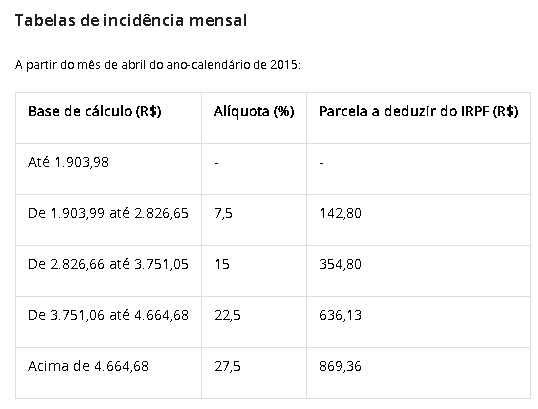 Tabelas de incidência mensal
A partir do mês de abril do ano-calendário de 2015:
Base de cálculo (R$) Alíquota (%) Parcela a deduzir do IRPF (R$)
Até 1.903,98 - -
De 1.903,99 até 2.826,65 7,5 142,80
De 2.826,66 até 3.751,05 15 354,80
De 3.751,06 até 4.664,68 22,5 636,13
Acima de 4.664,68 27,5 869,36